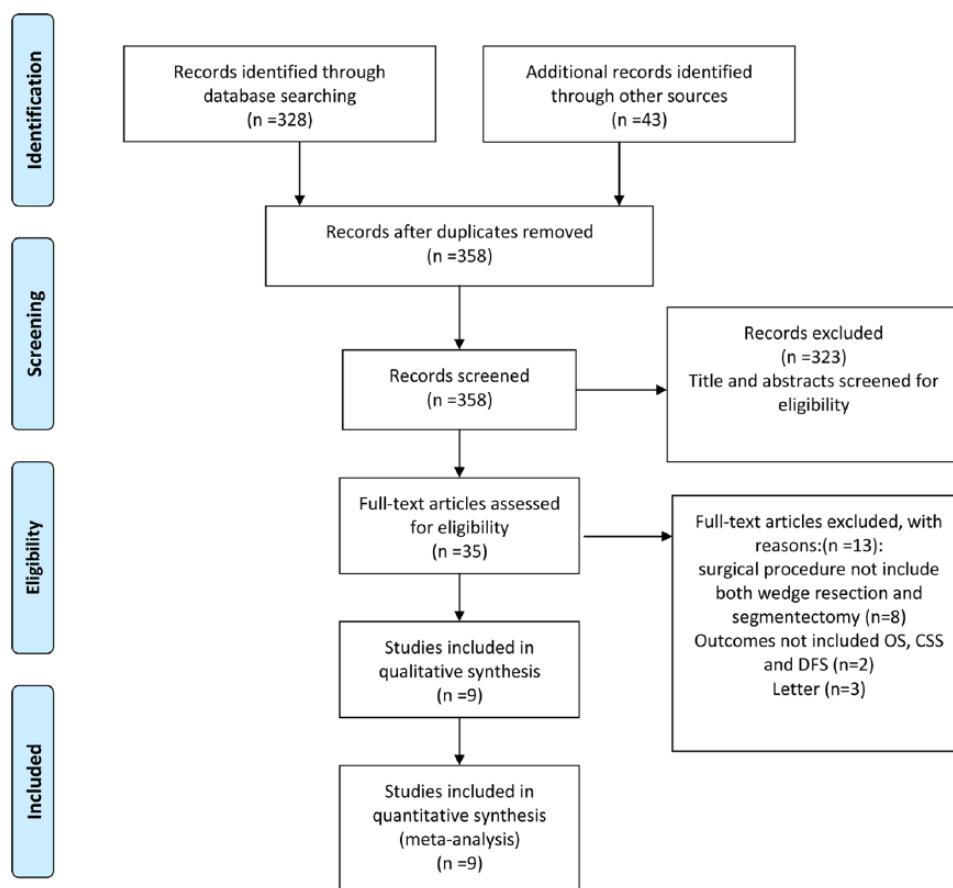 Identification
Records identified through
database searching
(n =328)
Additional records identified
through other sources
(n =43)
Records after duplicates removed
(n =358)
Screening
Records screened
(n =358)
Records excluded
(n =323)
Title and abstracts screened for
eligibility
Eligibility
Full-text articles assessed
for eligibility
(n =35)
Full-text articles excluded, with
reasons:(n =13):
surgical procedure not include
both wedge resection and
segmentectomy (n=8)
Outcomes not included OS, CSS
and DFS (n=2)
Letter (n=3)
Studies included in
qualitative synthesis
(n =9)
Included
Studies included in
quantitative synthesis
(meta-analysis)
(n =9)